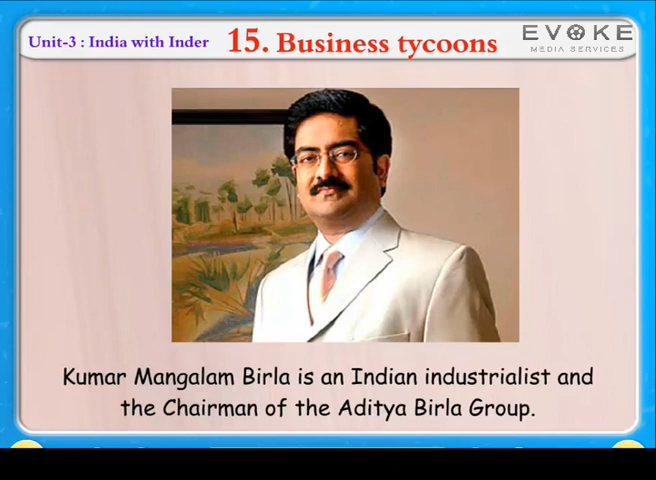 Unit-3 : India with Inder
15. Business tycoons
EVOKE
MEDIA SERVICES
Kumar Mangalam Birla is an Indian industrialist and
the Chairman of the Aditya Birla Group.